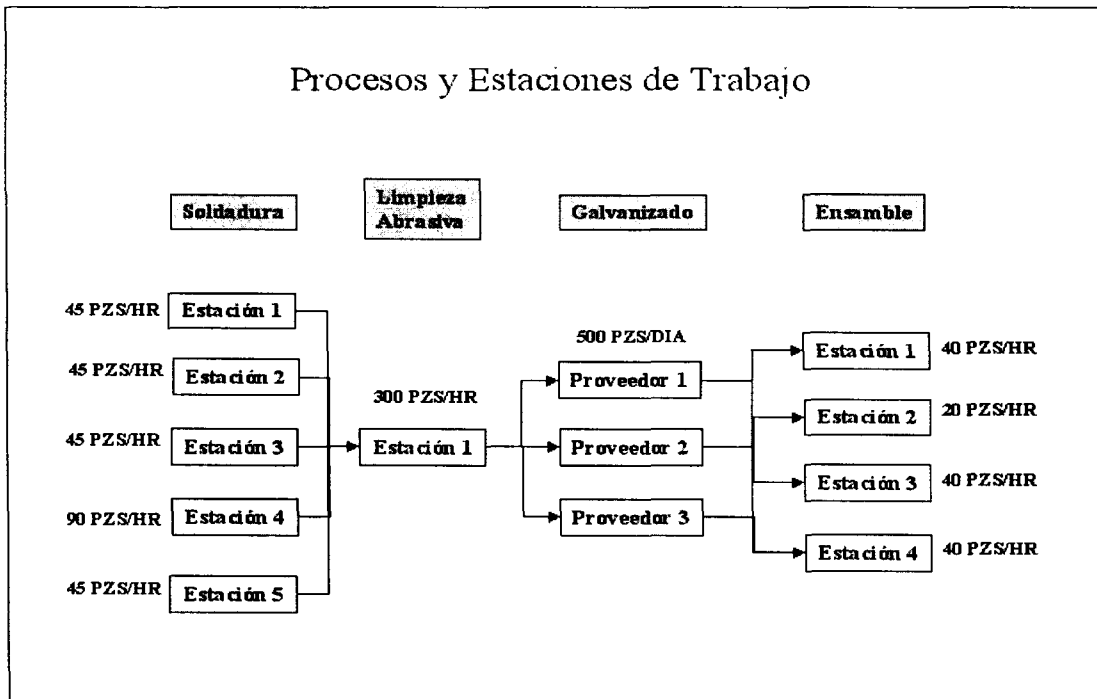 Procesos y Estaciones de Trabajo
Soldadura
Limpieza
Abrasiva
Galvanizado
Ensamble
45 PZS/HR
Estación 1
45 PZS/HR
Estación 2
45 PZS/HR
Estación 3
90 PZS/HR
Estación 4
45 PZS/HR
Estación 5
300 PZS/HR
Estación 1
500 PZS/DIA
Proveedor 1
Proveedor 2
Proveedor 3
Estación 1
40 PZS/HR
Estación 2
20 PZS/HR
Estación 3
40 PZS/HR
Estación 4
40 PZS/HR